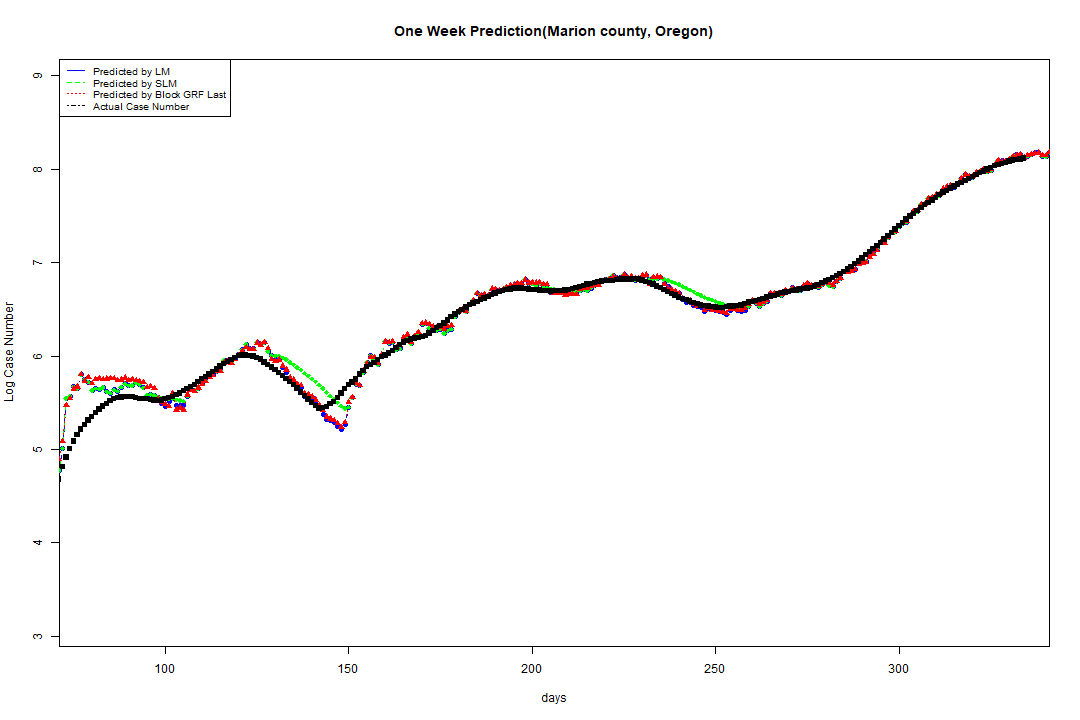 One Week Prediction(Marion county, Oregon)
Predicted by LM
Predicted by SLM
Predicted by Block GRF Last
Actual Case Number
9
8
7
6
5
4
3
Log Case Number
100 150 200 250 300
days